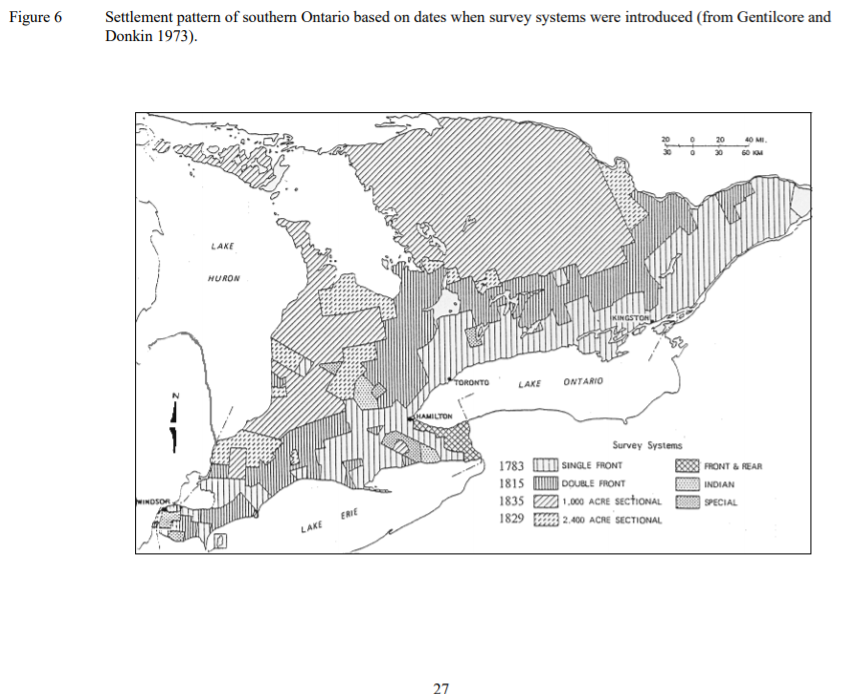 Figure 6 Settlement pattern of southern Ontario based on dates when survey systems were introduced (from Gentilcore and
Donkin 1973).
20 0 20 40 MI.
30 0 30 60 KM
LAKE
HURON
KINGSTON
TORONTO
LAKE ONTARIO
N
HAMILTON
Survey Systems
1783 SINGLE FRONT
1815 DOUBLE FRONT
1835 1,000 ACRE SECTIONAL
1829 2,400 ACRE SECTIONAL
FRONT & REAR
INDIAN
SPECIAL
WINDSOR
LAKE ERIE
27